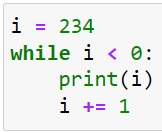 i = 234
while i < 0:
    print(i)
    i += 1